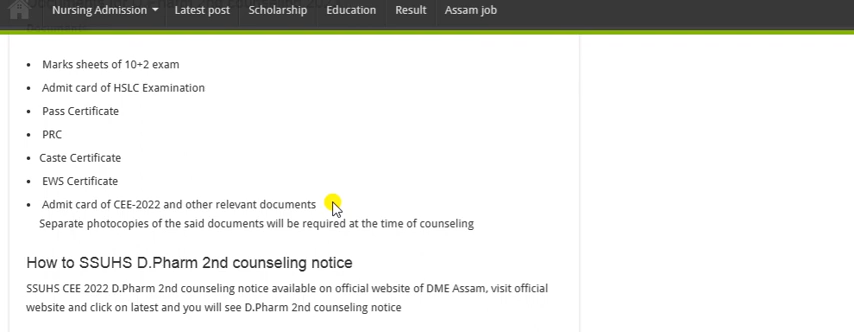 Nursing Admission Latest post Scholarship Education Result Assam job
Marks sheets of 10+2 exam
Admit card of HSLC Examination
Pass Certificate
PRC
Caste Certificate
EWS Certificate
Admit card of CEE-2022 and other relevant documents
Separate photocopies of the said documents will be required at the time of counseling
How to SSUHS D.Pharm 2nd counseling notice
SSUHS CEE 2022 D.Pharm 2nd counseling notice available on official website of DME Assam, visit official
website and click on latest and you will see D.Pharm 2nd counseling notice